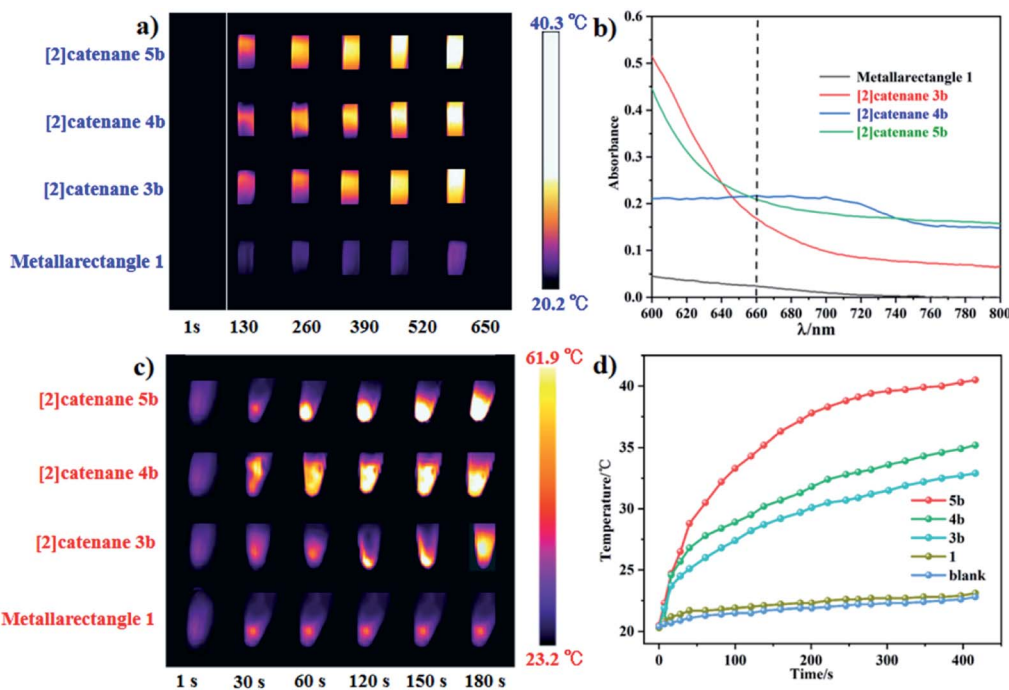 a)
[2]catenane 5b
[2]catenane 4b
[2]catenane 3b
Metallarectangle 1
1s 130 260 390 520 650
40.3 ℃
20.2 ℃
b)
Absorbance
0.6
0.5
0.4
0.3
0.2
0.1
0.0
Metallarectangle 1
[2]catenane 3b
[2]catenane 4b
[2]catenane 5b
600 620 640 660 680 700 720 740 760 780 800
λ/nm
c)
[2]catenane 5b
[2]catenane 4b
[2]catenane 3b
Metallarectangle 1
1 s 30 s 60 s 120 s 150 s 180 s
61.9 ℃
23.2 ℃
d)
Temperature/℃
40
35
30
25
20
5b
4b
3b
1
blank
0 100 200 300 400
Time/s